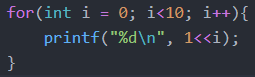 for(int i = 0; i<10; i++){
    printf("%d\n", 1<<i);
}